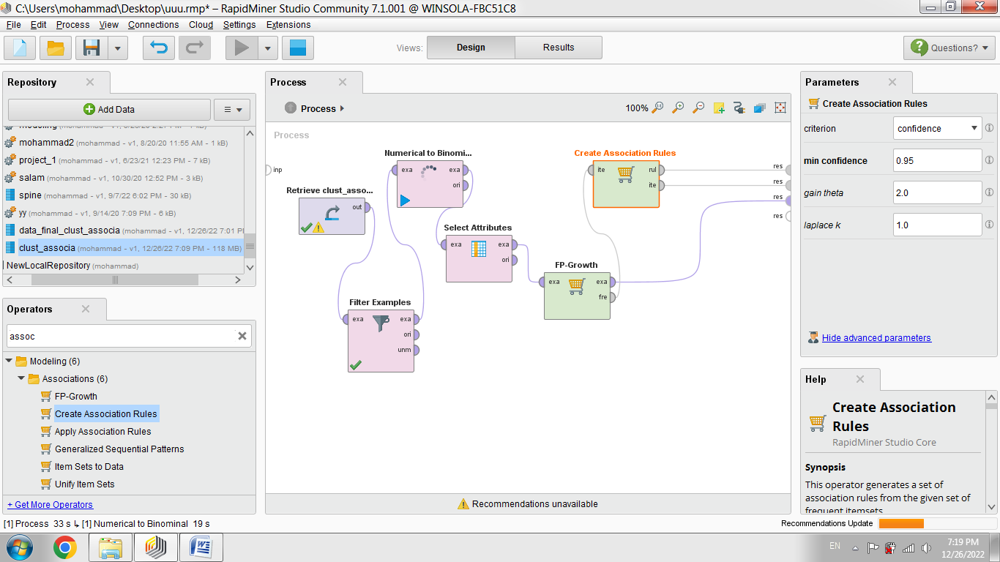 C:\Users\mohammad\Desktop\uuu.rmp* – RapidMiner Studio Community 7.1.001 @ WINSOLA-FBC51C8
File Edit Process View Connections Cloud Settings Extensions
Views: Design Results
Questions?
Repository
Add Data
mohammad2 (mohammad - v1, 8/20/20 11:55 AM - 1 kB)
project_1 (mohammad - v1, 6/23/21 12:23 PM - 7 kB)
salam (mohammad - v1, 10/30/20 12:52 PM - 3 kB)
spine (mohammad - v1, 9/7/22 6:02 PM - 30 kB)
yy (mohammad - v1, 9/14/20 7:09 PM - 6 kB)
data_final_clust_associa (mohammad - v1, 12/26/22 7:01 P
clust_associa (mohammad - v1, 12/26/22 7:09 PM - 118 MB)
NewLocalRepository (mohammad)
Operators
assoc
Modeling (6)
Associations (6)
FP-Growth
Create Association Rules
Apply Association Rules
Generalized Sequential Patterns
Item Sets to Data
Unify Item Sets
+ Get More Operators
Process
Process
100%
Process
inp
Retrieve clust_asso...
out
Numerical to Binomi...
exa exa
ori
Select Attributes
exa exa
ori
Filter Examples
exa exa
ori
unm
FP-Growth
exa exa
fre
Create Association Rules
ite rul
ite
res
res
res
res
Recommendations unavailable
Parameters
Create Association Rules
criterion confidence
min confidence 0.95
gain theta 2.0
laplace k 1.0
Hide advanced parameters
Help
Create Association
Rules
RapidMiner Studio Core
Synopsis
This operator generates a set of
association rules from the given set of
frequent itemsets.
[1] Process 33 s ↳ [1] Numerical to Binominal 19 s
Recommendations Update
EN
7:19 PM
12/26/2022